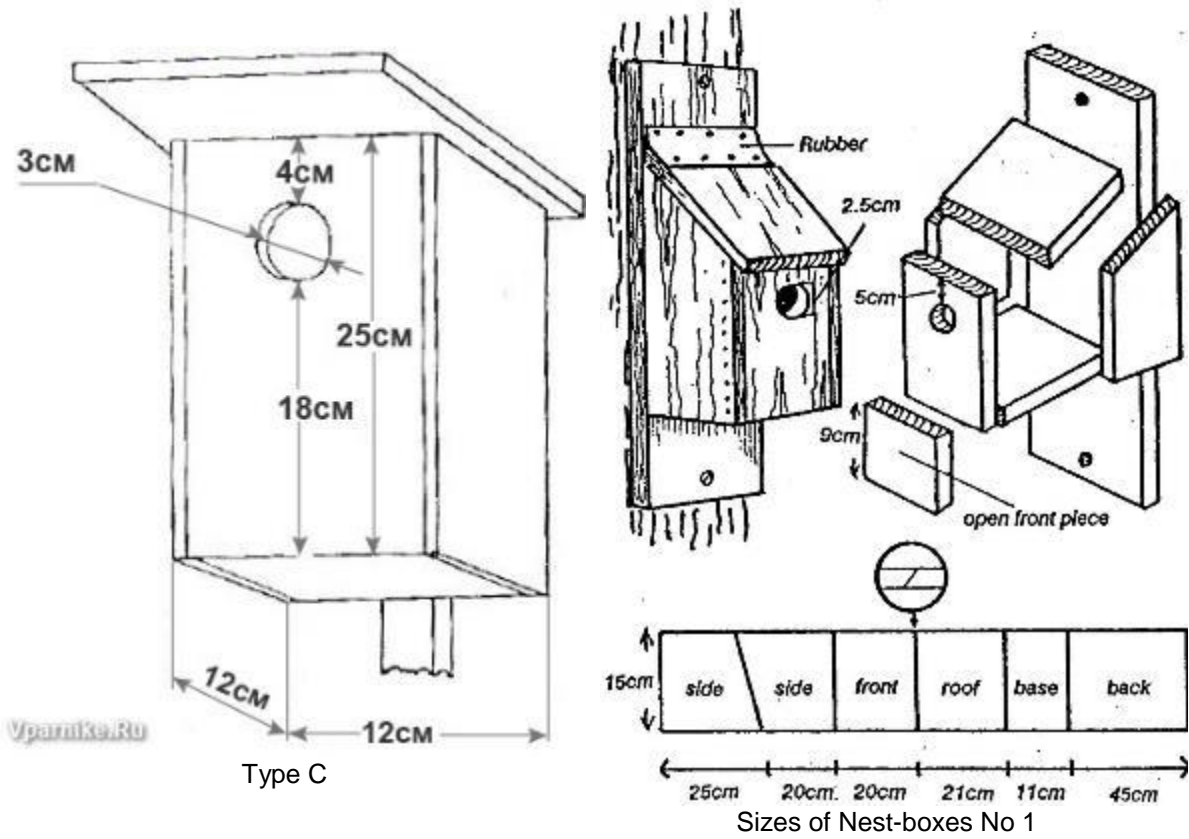 3см
4см
25см
18см
12см
12см
Vparnike.Ru
Type C
Rubber
2.5cm
5cm
9cm
open front piece
15cm
side side front roof base back
25cm 20cm. 20cm 21cm 11cm 45cm
Sizes of Nest-boxes No 1